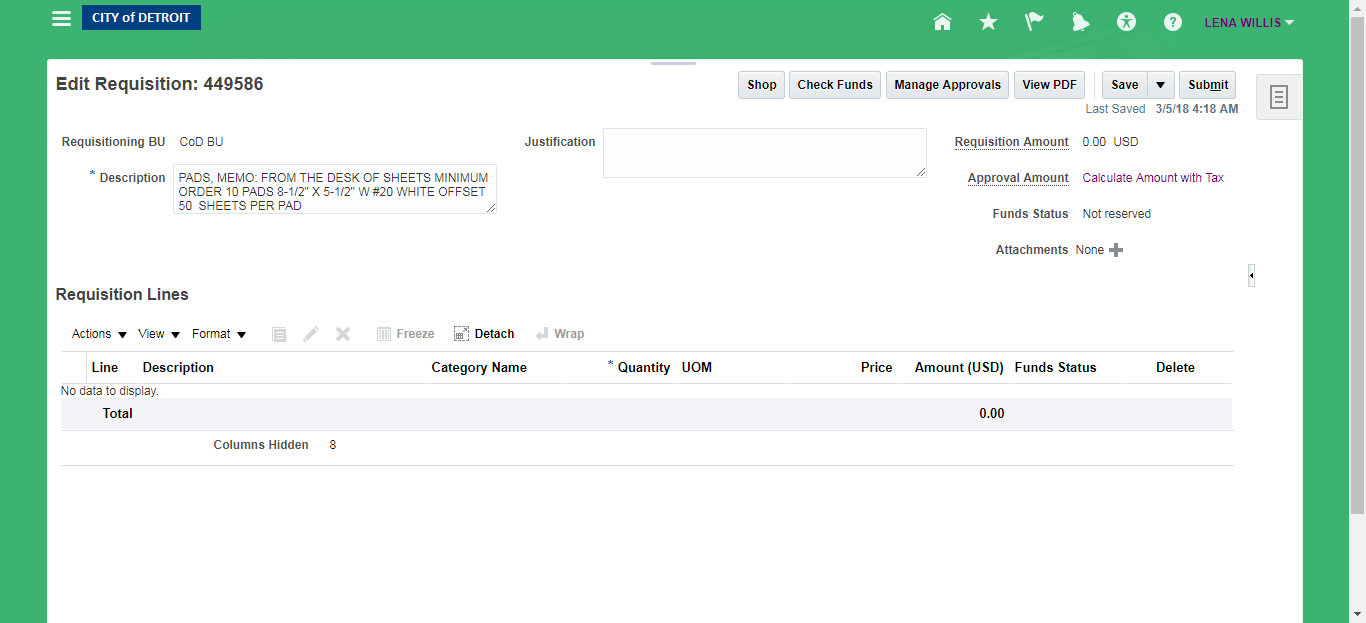 CITY of DETROIT
LENA WILLIS
Edit Requisition: 449586
Shop Check Funds Manage Approvals View PDF Save Submit
Last Saved 3/5/18 4:18 AM
Requisitioning BU CoD BU
Justification
Requisition Amount 0.00 USD
* Description
PADS, MEMO: FROM THE DESK OF SHEETS MINIMUM
ORDER 10 PADS 8-1/2" X 5-1/2" W #20 WHITE OFFSET
50 SHEETS PER PAD
Approval Amount Calculate Amount with Tax
Funds Status Not reserved
Attachments None
Requisition Lines
Actions View Format Freeze Detach Wrap
Line Description Category Name * Quantity UOM Price Amount (USD) Funds Status Delete
No data to display.
Total 0.00
Columns Hidden 8